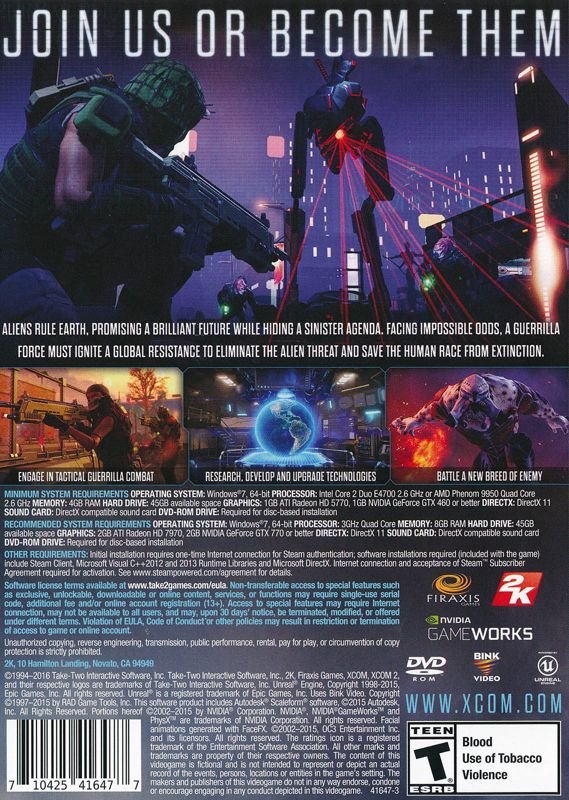 JOIN US OR BECOME THEM
ALIENS RULE EARTH, PROMISING A BRILLIANT FUTURE WHILE HIDING A SINISTER AGENDA. FACING IMPOSSIBLE ODDS, A GUERRILLA
FORCE MUST IGNITE A GLOBAL RESISTANCE TO ELIMINATE THE ALIEN THREAT AND SAVE THE HUMAN RACE FROM EXTINCTION.
ENGAGE IN TACTICAL GUERRILLA COMBAT
RESEARCH, DEVELOP AND UPGRADE TECHNOLOGIES
BATTLE A NEW BREED OF ENEMY
MINIMUM SYSTEM REQUIREMENTS OPERATING SYSTEM: Windows®7, 64-bit PROCESSOR: Intel Core 2 Duo E4700 2.6 GHz or AMD Phenom 9950 Quad Core
2.6 GHz MEMORY: 4GB RAM HARD DRIVE: 45GB available space GRAPHICS: 1GB ATI Radeon HD 5770, 1GB NVIDIA GeForce GTX 460 or better DIRECTX: DirectX 11
SOUND CARD: DirectX compatible sound card DVD-ROM DRIVE: Required for disc-based installation
RECOMMENDED SYSTEM REQUIREMENTS OPERATING SYSTEM: Windows®7, 64-bit PROCESSOR: 3GHz Quad Core MEMORY: 8GB RAM HARD DRIVE: 45GB
available space GRAPHICS: 2GB ATI Radeon HD 7970, 2GB NVIDIA GeForce GTX 770 or better DIRECTX: DirectX 11 SOUND CARD: DirectX compatible sound card
DVD-ROM DRIVE: Required for disc-based installation
OTHER REQUIREMENTS: Initial installation requires one-time Internet connection for Steam authentication; software installations required (included with the game)
include Steam Client, Microsoft Visual C++2012 and 2013 Runtime Libraries and Microsoft DirectX. Internet connection and acceptance of Steam™ Subscriber
Agreement required for activation. See www.steampowered.com/agreement for details.
Software license terms available at www.take2games.com/eula. Non-transferable access to special features such
as exclusive, unlockable, downloadable or online content, services, or functions may require single-use serial
code, additional fee and/or online account registration (13+). Access to special features may require Internet
connection, may not be available to all users, and may, upon 30 days' notice, be terminated, modified, or offered
under different terms. Violation of EULA, Code of Conduct or other policies may result in restriction or termination
of access to game or online account.
Unauthorized copying, reverse engineering, transmission, public performance, rental, pay for play, or circumvention of copy
protection is strictly prohibited.
2K, 10 Hamilton Landing, Novato, CA 94949
©1994–2016 Take-Two Interactive Software, Inc. Take-Two Interactive Software, Inc., 2K, Firaxis Games, XCOM, XCOM 2,
and their respective logos are trademarks of Take-Two Interactive Software, Inc. Unreal® Engine, Copyright 1998-2015,
Epic Games, Inc. All rights reserved. Unreal® is a registered trademark of Epic Games, Inc. Uses Bink Video. Copyright
©1997–2015 by RAD Game Tools, Inc. This software product includes Autodesk® Scaleform® software, ©2015 Autodesk,
Inc. All Rights Reserved. Portions hereof ©2002–2015 by NVIDIA® Corporation. NVIDIA®, NVIDIA®GameWorks® and
PhysX™ are trademarks of NVIDIA Corporation. All rights reserved. Facial
animations generated with FaceFX. ©2002–2015, OC3 Entertainment Inc.
and its licensors. All rights reserved. The ratings icon is a registered
trademark of the Entertainment Software Association. All other marks and
trademarks are property of their respective owners. The content of this
videogame is fictional and is not intended to represent or depict an actual
record of the events, persons, locations or entities in the game's setting. The
makers and publishers of this videogame do not in any way endorse, condone
or encourage engaging in any conduct depicted in this videogame. 41647-3
FIRAXIS
GAMES
2K
NVIDIA
GAMEWORKS
DVD
ROM
BINK
VIDEO
UNREAL
ENGINE
WWW.XCOM.COM
7 10425 41647 7
TEEN
T
ESRB
Blood
Use of Tobacco
Violence